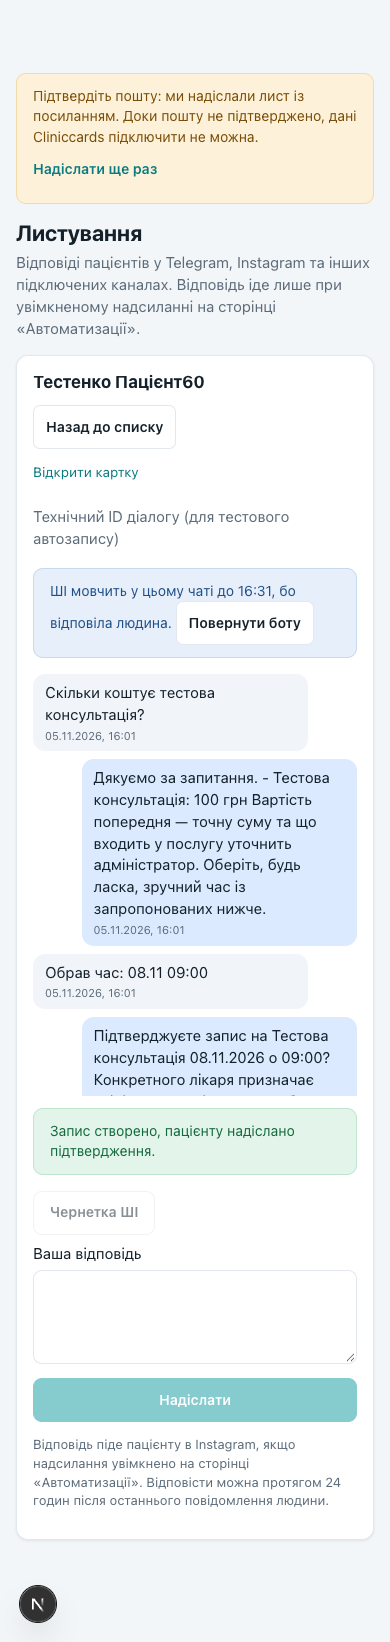 Підтвердіть пошту: ми надіслали лист із
посиланням. Доки пошту не підтверджено, дані
Cliniccards підключити не можна.
Надіслати ще раз
Листування
Відповіді пацієнтів у Telegram, Instagram та інших
підключених каналах. Відповідь іде лише при
увімкненому надсиланні на сторінці
«Автоматизації».
Тестенко Пацієнт60
Назад до списку
Відкрити картку
Технічний ID діалогу (для тестового
автозапису)
ШІ мовчить у цьому чаті до 16:31, бо
відповіла людина. Повернути боту
Скільки коштує тестова
консультація?
05.11.2026, 16:01
Дякуємо за запитання. - Тестова
консультація: 100 грн Вартість
попередня — точну суму та що
входить у послугу уточнить
адміністратор. Оберіть, будь
ласка, зручний час із
запропонованих нижче.
05.11.2026, 16:01
Обрав час: 08.11 09:00
05.11.2026, 16:01
Підтверджуєте запис на Тестова
консультація 08.11.2026 о 09:00?
Конкретного лікаря призначає
Запис створено, пацієнту надіслано
підтвердження.
Чернетка ШІ
Ваша відповідь
Надіслати
Відповідь піде пацієнту в Instagram, якщо
надсилання увімкнено на сторінці
«Автоматизації». Відповісти можна протягом 24
годин після останнього повідомлення людини.
N